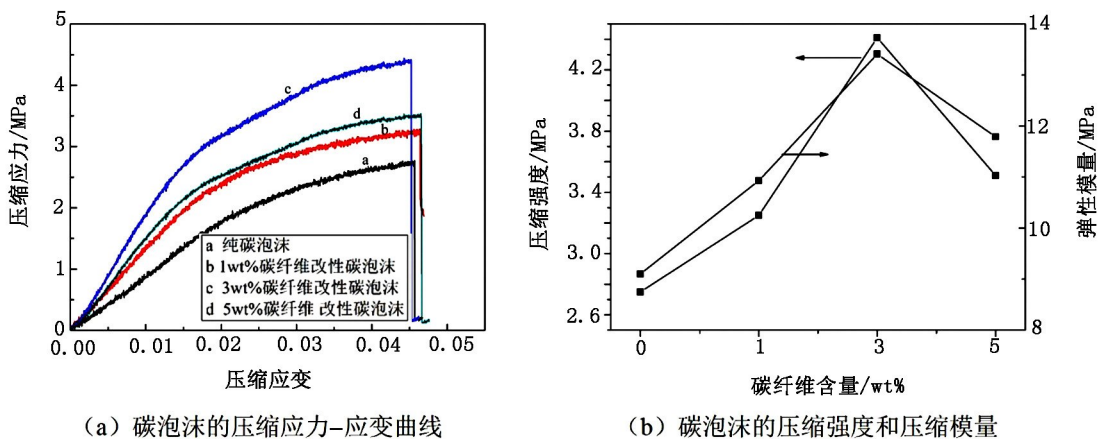 5
4
3
2
1
0
压缩应力/MPa
c
d
b
a
a 纯碳泡沫
b 1wt%碳纤维改性碳泡沫
c 3wt%碳纤维改性碳泡沫
d 5wt%碳纤维 改性碳泡沫
0.00 0.01 0.02 0.03 0.04 0.05
压缩应变
(a) 碳泡沫的压缩应力–应变曲线
4.2
3.8
3.4
3.0
2.6
压缩强度/MPa
14
12
10
8
弹性模量/MPa
0 1 3 5
碳纤维含量/wt%
(b) 碳泡沫的压缩强度和压缩模量